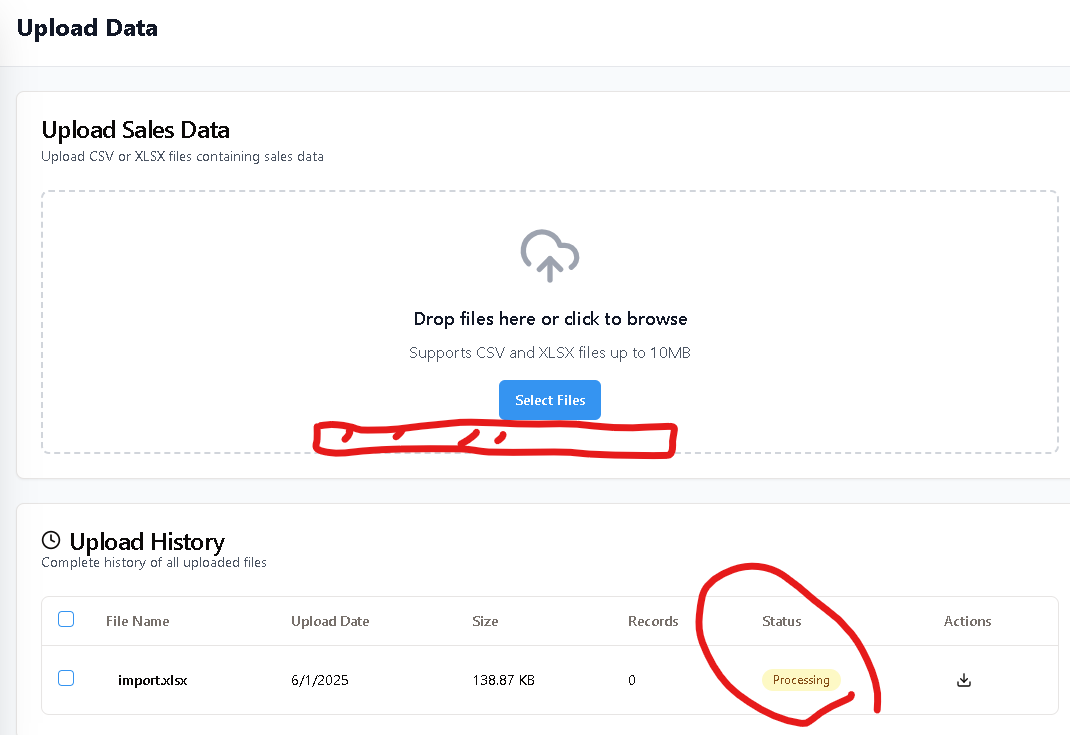 Upload Data
Upload Sales Data
Upload CSV or XLSX files containing sales data
Drop files here or click to browse
Supports CSV and XLSX files up to 10MB
Select Files
Upload History
Complete history of all uploaded files
File Name Upload Date Size Records Status Actions
import.xlsx 6/1/2025 138.87 KB 0 Processing